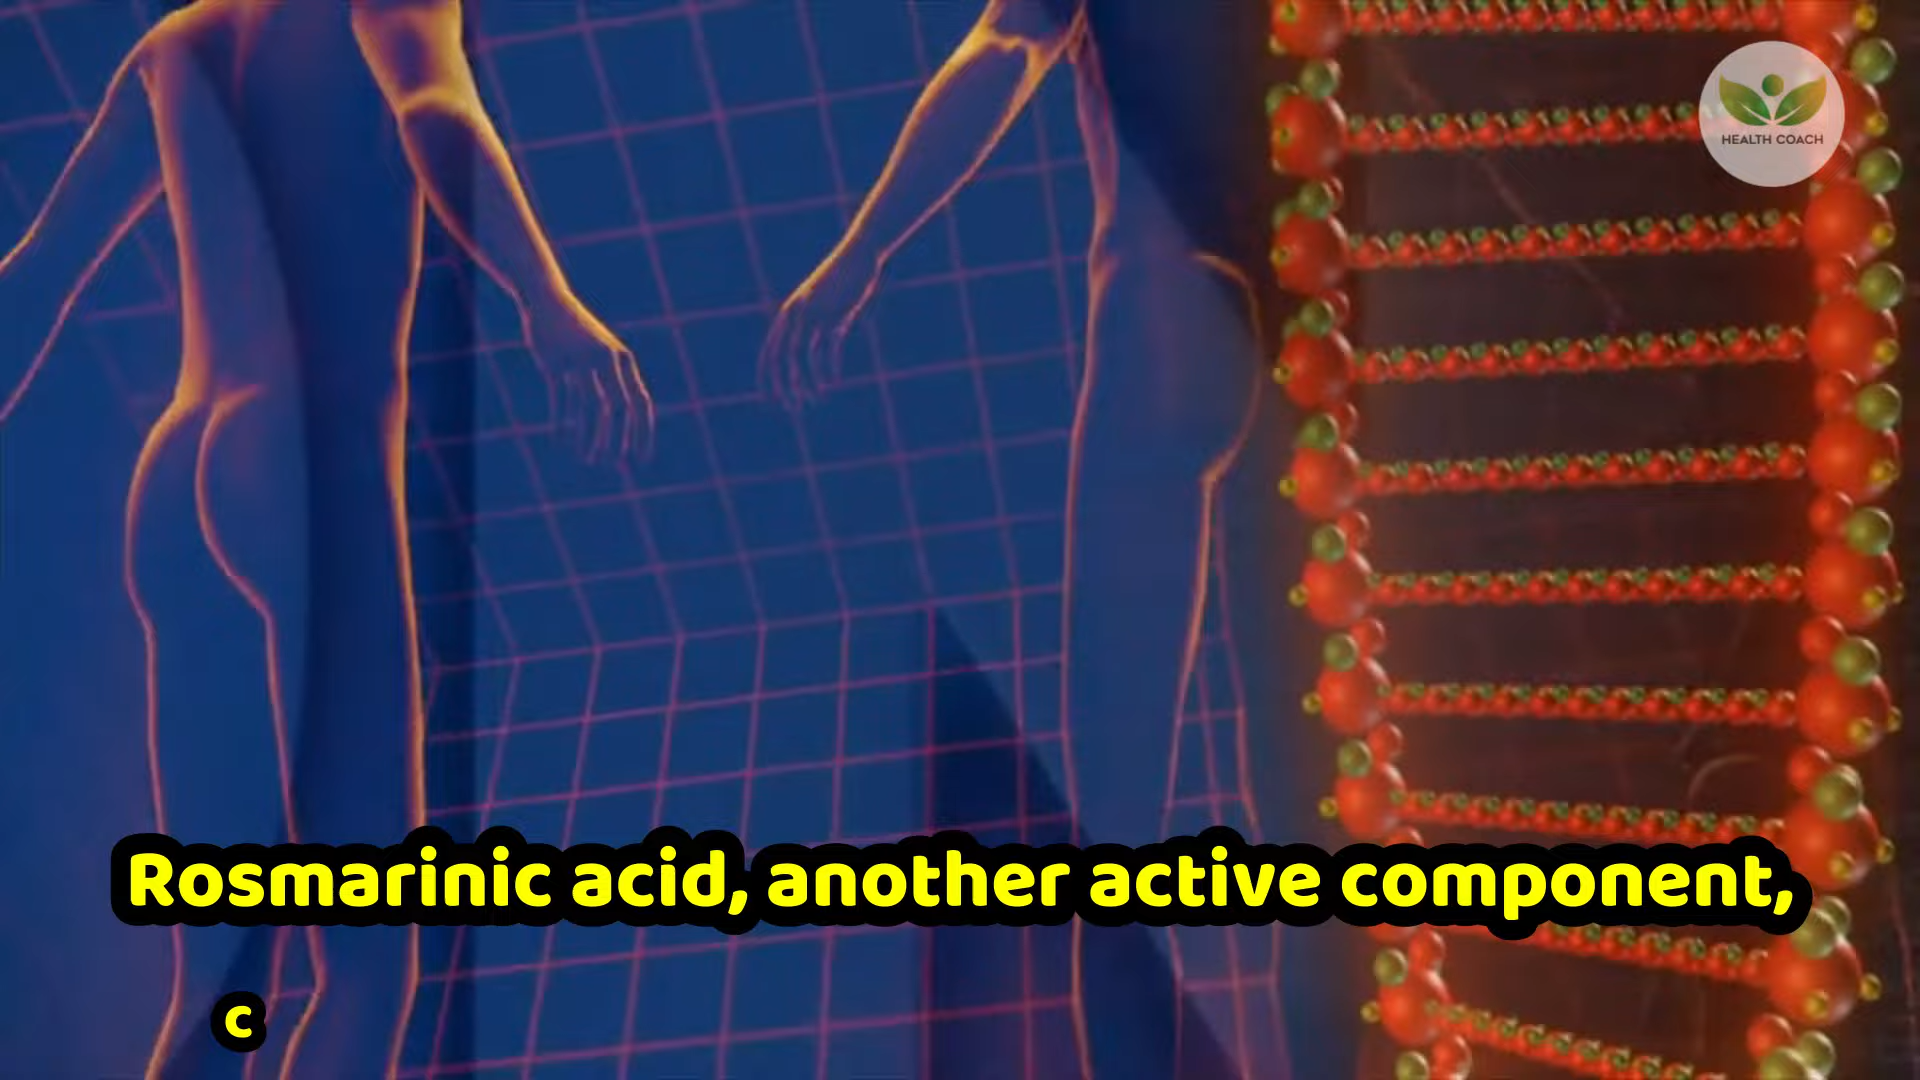 HEALTH COACH
Rosmarinic acid, another active component,
c